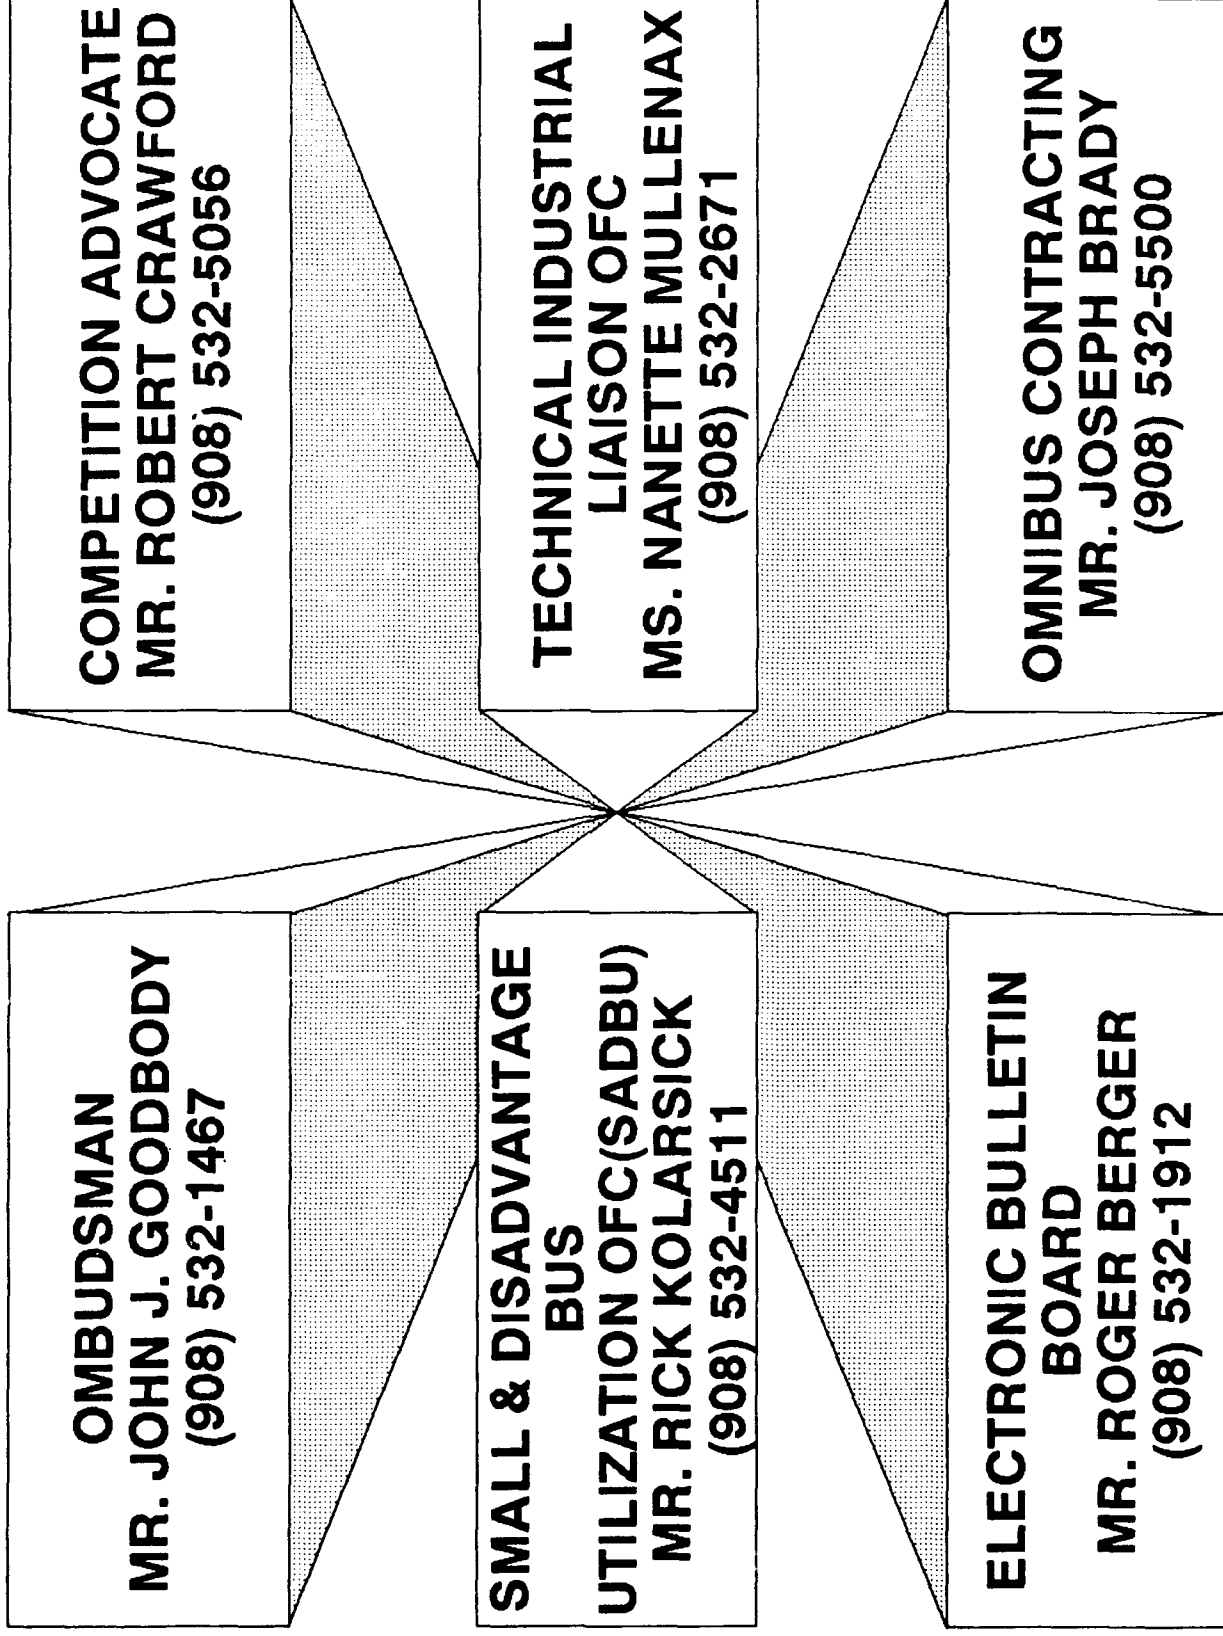 OMBUDSMAN
MR. JOHN J. GOODBODY
(908) 532-1467
COMPETITION ADVOCATE
MR. ROBERT CRAWFORD
(908) 532-5056
SMALL & DISADVANTAGE
BUS
UTILIZATION OFC(SADBU)
MR. RICK KOLARSICK
(908) 532-4511
TECHNICAL INDUSTRIAL
LIAISON OFC
MS. NANETTE MULLENAX
(908) 532-2671
ELECTRONIC BULLETIN
BOARD
MR. ROGER BERGER
(908) 532-1912
OMNIBUS CONTRACTING
MR. JOSEPH BRADY
(908) 532-5500